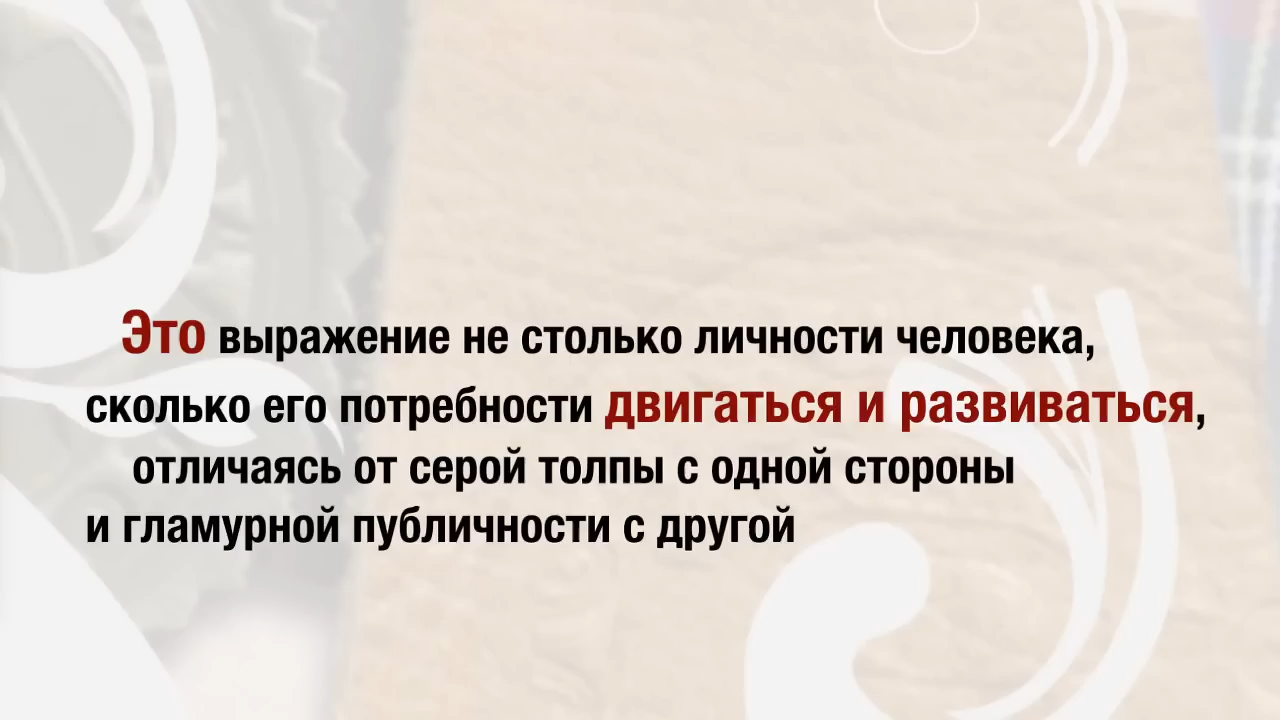 Это выражение не столько личности человека,
сколько его потребности двигаться и развиваться,
отличаясь от серой толпы с одной стороны
и гламурной публичности с другой